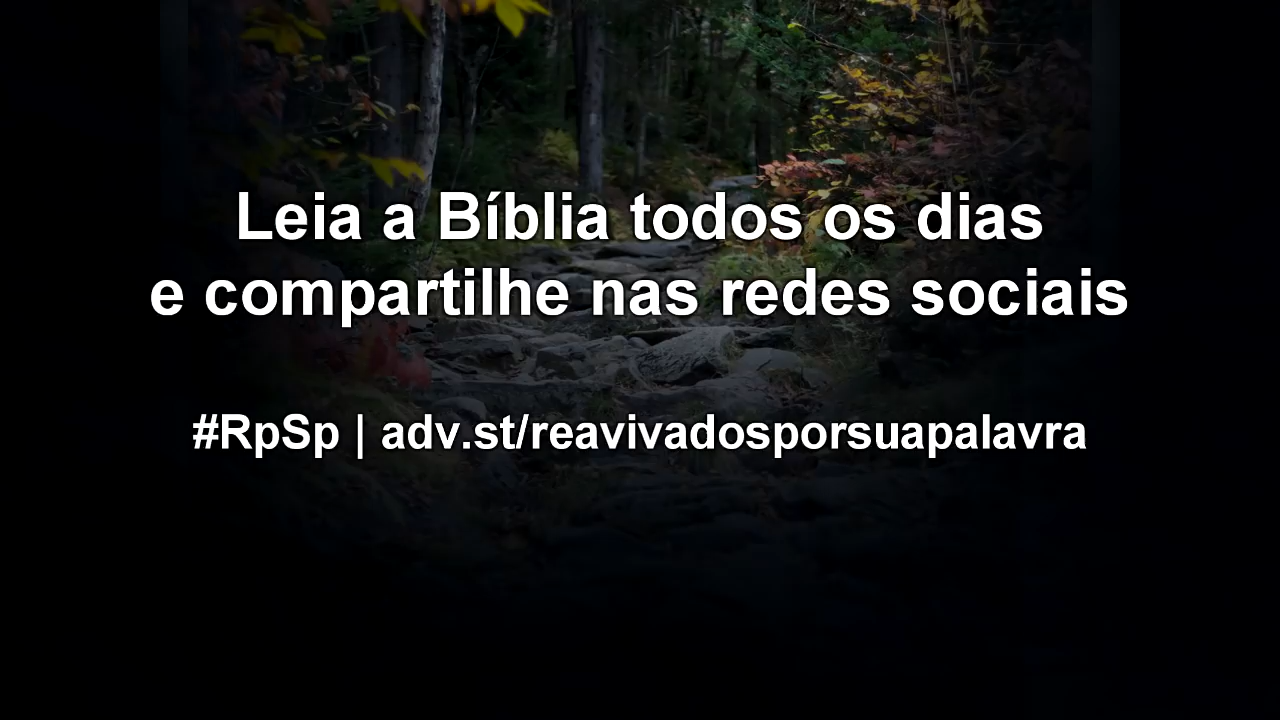 Leia a Bíblia todos os dias
e compartilhe nas redes sociais
#RpSp | adv.st/reavivadosporsuapalavra